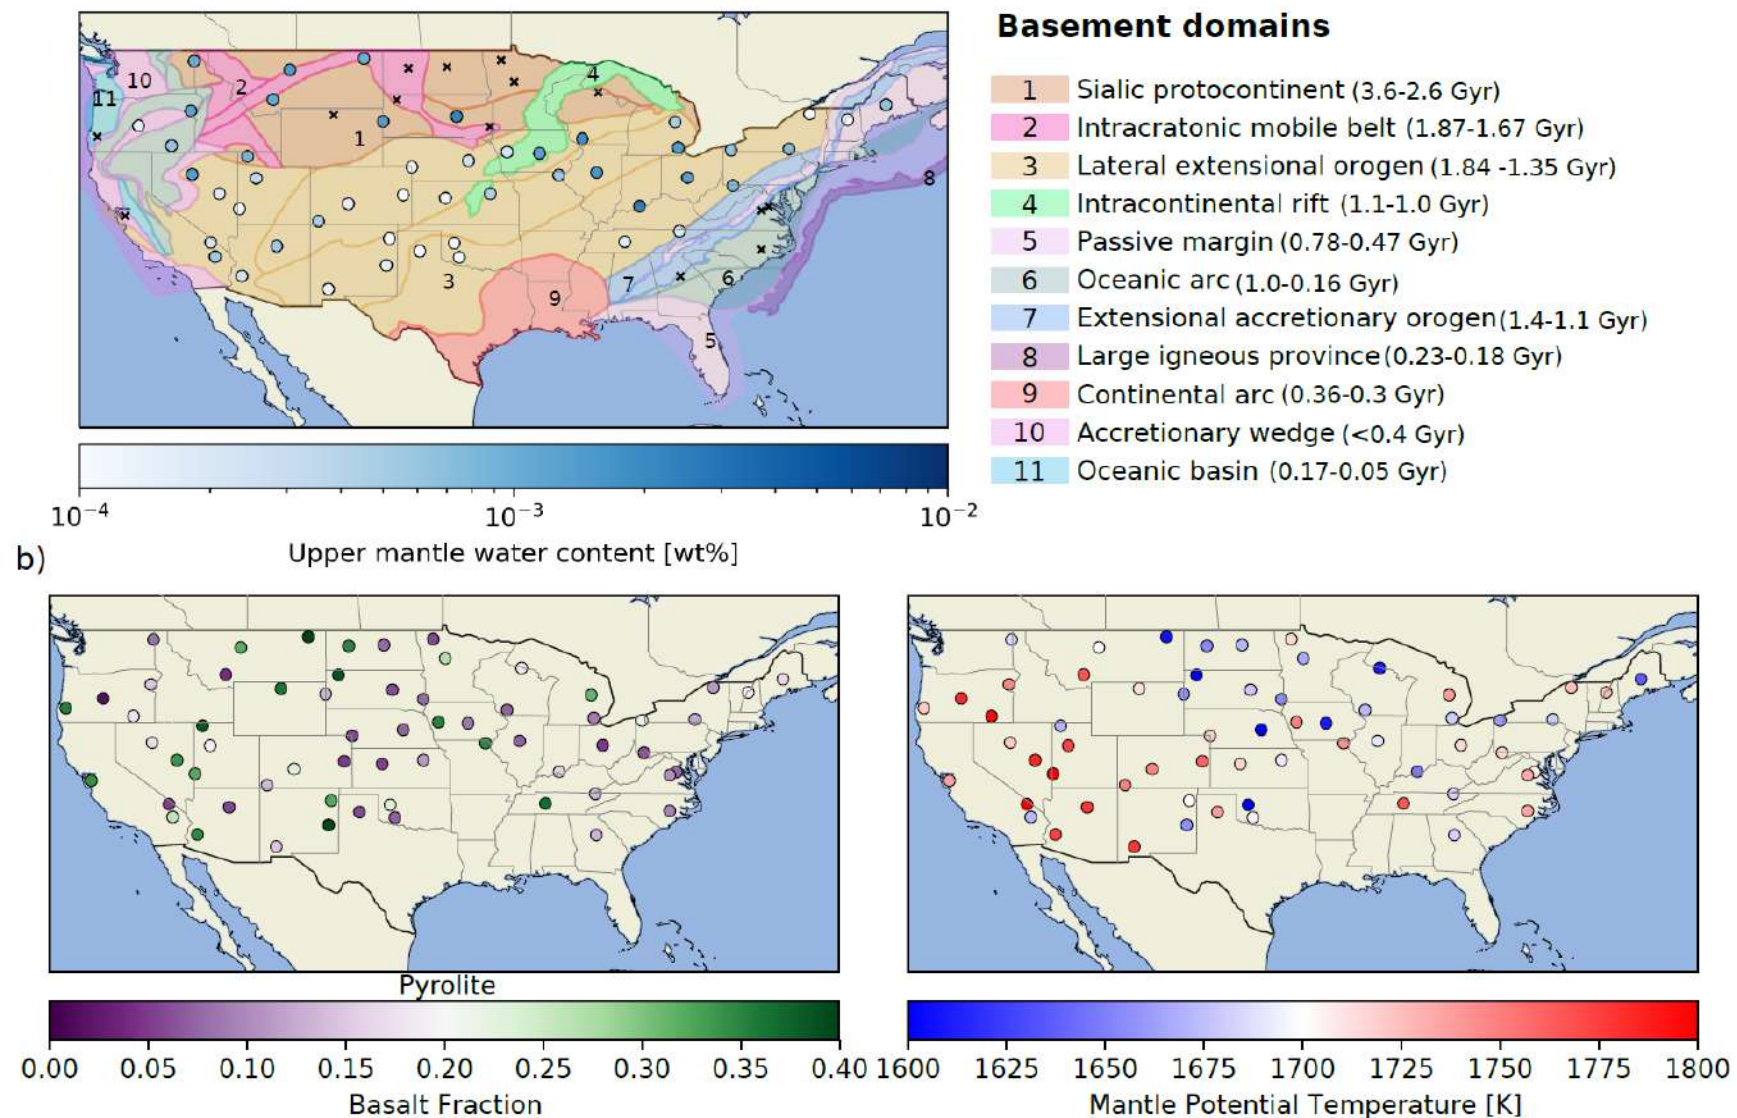 Basement domains
1 Sialic protocontinent (3.6-2.6 Gyr)
2 Intracratonic mobile belt (1.87-1.67 Gyr)
3 Lateral extensional orogen (1.84 -1.35 Gyr)
4 Intracontinental rift (1.1-1.0 Gyr)
5 Passive margin (0.78-0.47 Gyr)
6 Oceanic arc (1.0-0.16 Gyr)
7 Extensional accretionary orogen(1.4-1.1 Gyr)
8 Large igneous province(0.23-0.18 Gyr)
9 Continental arc (0.36-0.3 Gyr)
10 Accretionary wedge (<0.4 Gyr)
11 Oceanic basin (0.17-0.05 Gyr)
4
10
2
11
1
8
3
7
6
9
5
10⁻⁴ 10⁻³ 10⁻²
Upper mantle water content [wt%]
b)
Pyrolite
0.00 0.05 0.10 0.15 0.20 0.25 0.30 0.35 0.40
Basalt Fraction
1600 1625 1650 1675 1700 1725 1750 1775 1800
Mantle Potential Temperature [K]